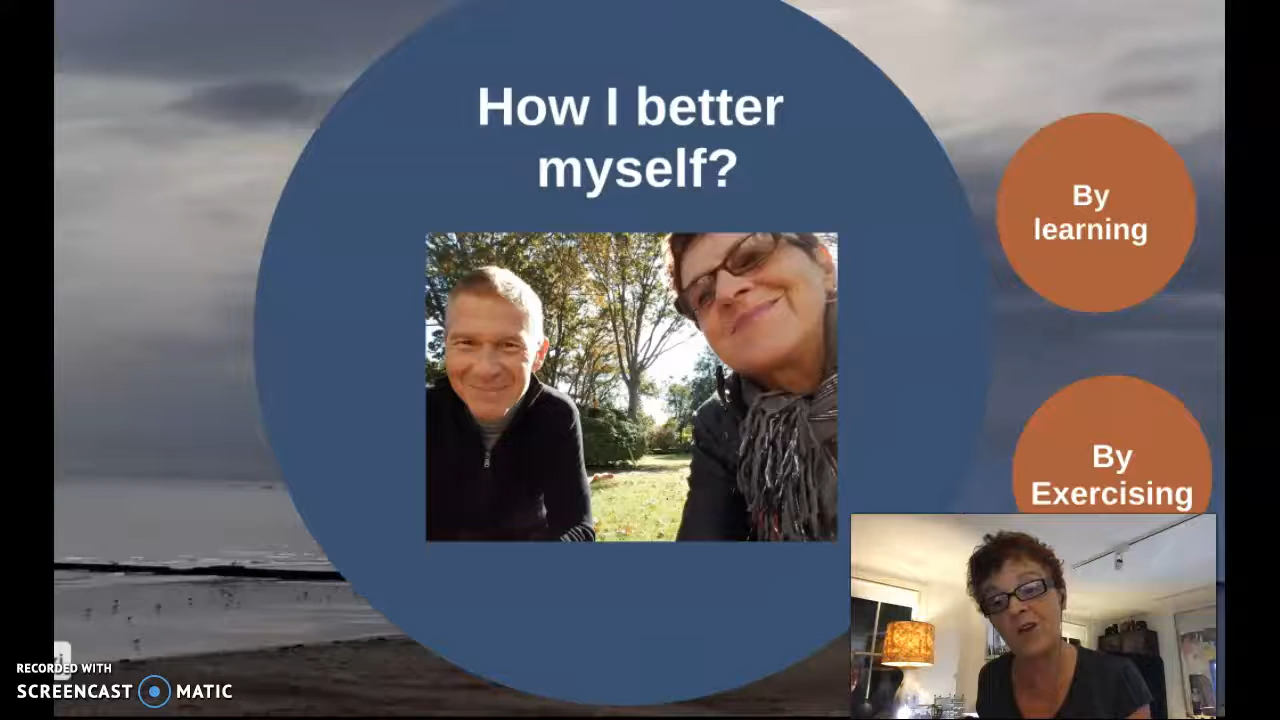 How I better
myself?
By
learning
By
Exercising
RECORDED WITH
SCREENCAST MATIC